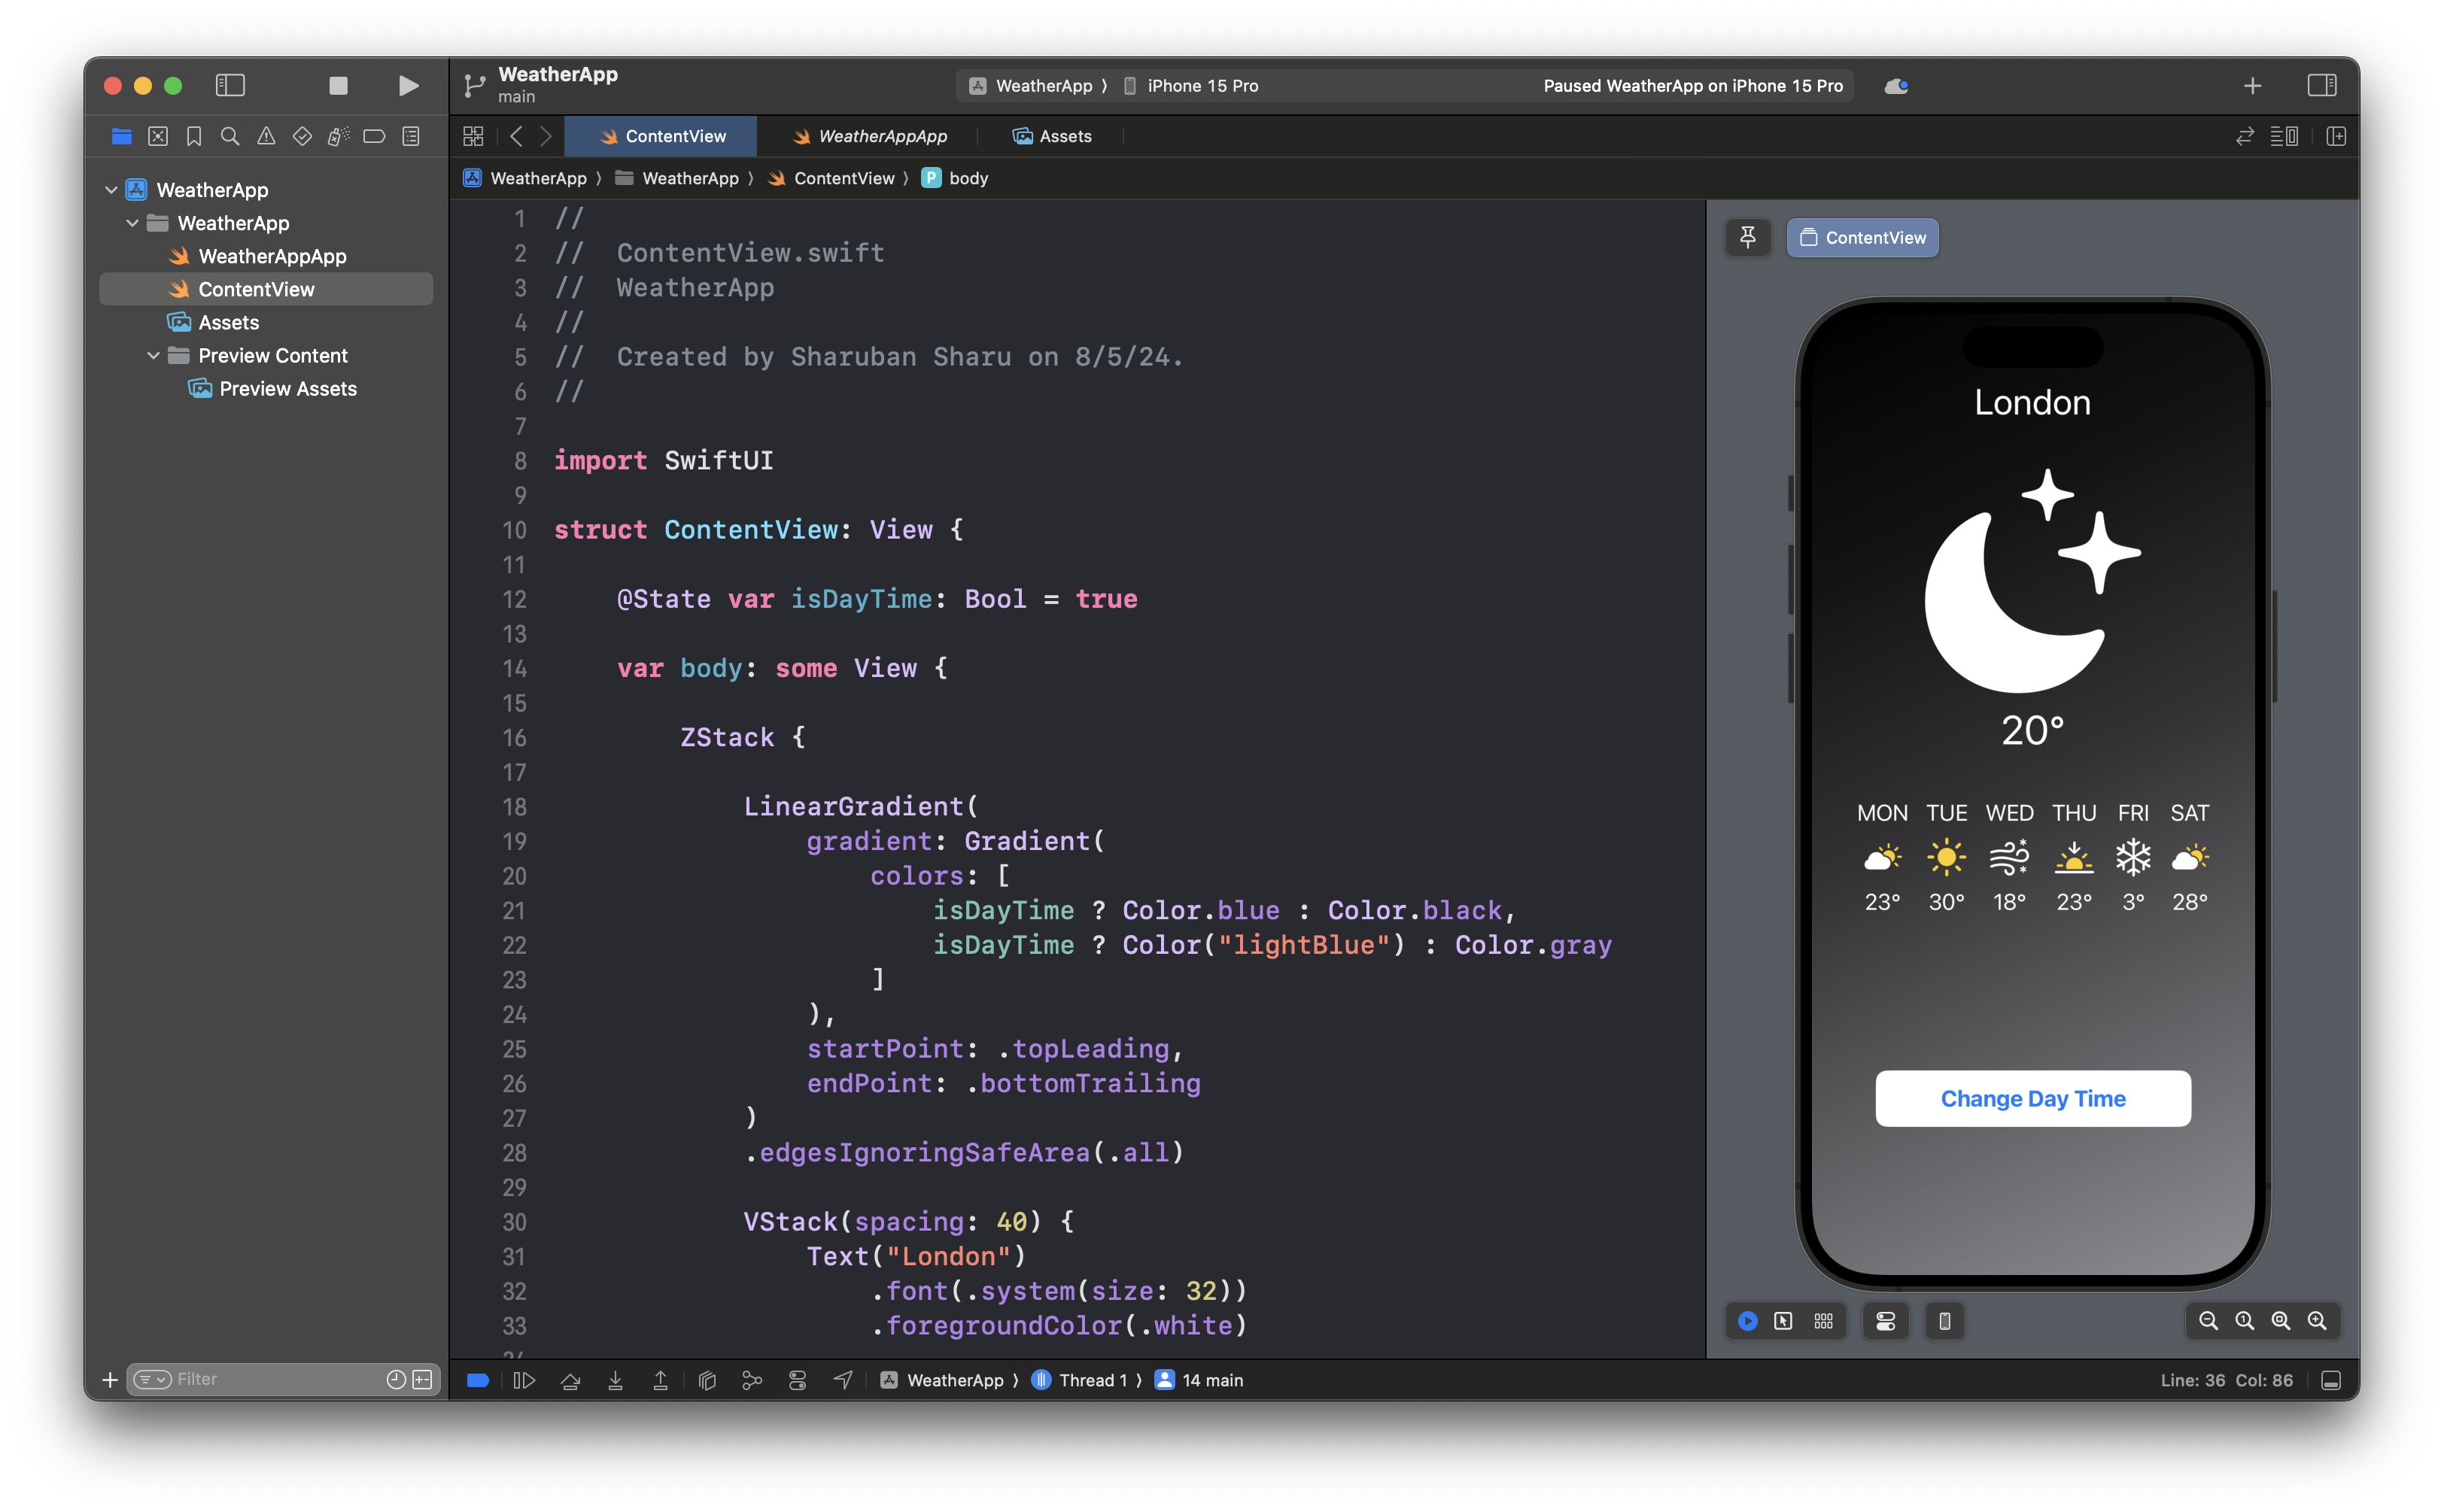 WeatherApp
main
WeatherApp ⟩ iPhone 15 Pro
Paused WeatherApp on iPhone 15 Pro
ContentView
WeatherAppApp
Assets
WeatherApp ⟩ WeatherApp ⟩ ContentView ⟩ P body
WeatherApp
WeatherApp
WeatherAppApp
ContentView
Assets
Preview Content
Preview Assets
Filter
1 //
2 //  ContentView.swift
3 //  WeatherApp
4 //
5 //  Created by Sharuban Sharu on 8/5/24.
6 //
7
8 import SwiftUI
9
10 struct ContentView: View {
11
12     @State var isDayTime: Bool = true
13
14     var body: some View {
15
16         ZStack {
17
18             LinearGradient(
19                 gradient: Gradient(
20                     colors: [
21                         isDayTime ? Color.blue : Color.black,
22                         isDayTime ? Color("lightBlue") : Color.gray
23                     ]
24                 ),
25                 startPoint: .topLeading,
26                 endPoint: .bottomTrailing
27             )
28             .edgesIgnoringSafeArea(.all)
29
30             VStack(spacing: 40) {
31                 Text("London")
32                     .font(.system(size: 32))
33                     .foregroundColor(.white)
ContentView
London
20°
MON TUE WED THU FRI SAT
23° 30° 18° 23° 3° 28°
Change Day Time
WeatherApp ⟩ Thread 1 ⟩ 14 main
Line: 36 Col: 86